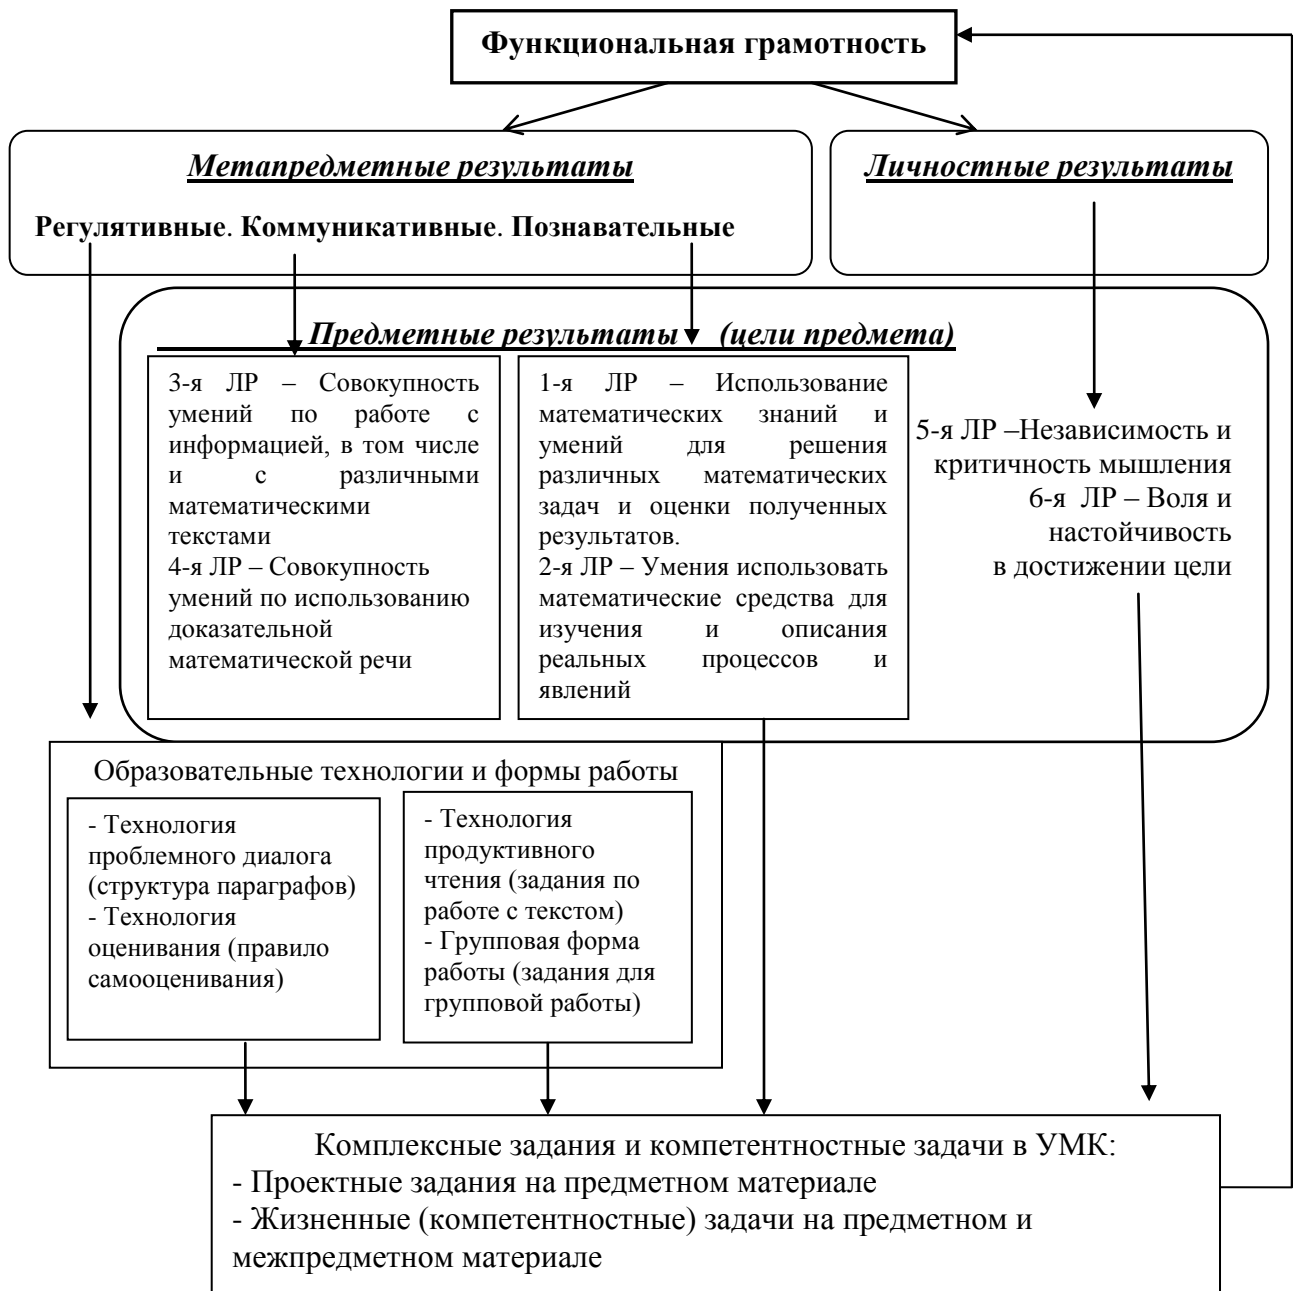 Функциональная грамотность
Метапредметные результаты
Регулятивные. Коммуникативные. Познавательные
Личностные результаты
Предметные результаты (цели предмета)
3-я ЛР – Совокупность
умений по работе с
информацией, в том числе
и с различными
математическими
текстами
4-я ЛР – Совокупность
умений по использованию
доказательной
математической речи
1-я ЛР – Использование
математических знаний и
умений для решения
различных математических
задач и оценки полученных
результатов.
2-я ЛР – Умения использовать
математические средства для
изучения и описания
реальных процессов и
явлений
5-я ЛР –Независимость и
критичность мышления
6-я ЛР – Воля и
настойчивость
в достижении цели
Образовательные технологии и формы работы
- Технология
проблемного диалога
(структура параграфов)
- Технология
оценивания (правило
самооценивания)
- Технология
продуктивного
чтения (задания по
работе с текстом)
- Групповая форма
работы (задания для
групповой работы)
Комплексные задания и компетентностные задачи в УМК:
- Проектные задания на предметном материале
- Жизненные (компетентностные) задачи на предметном и
межпредметном материале